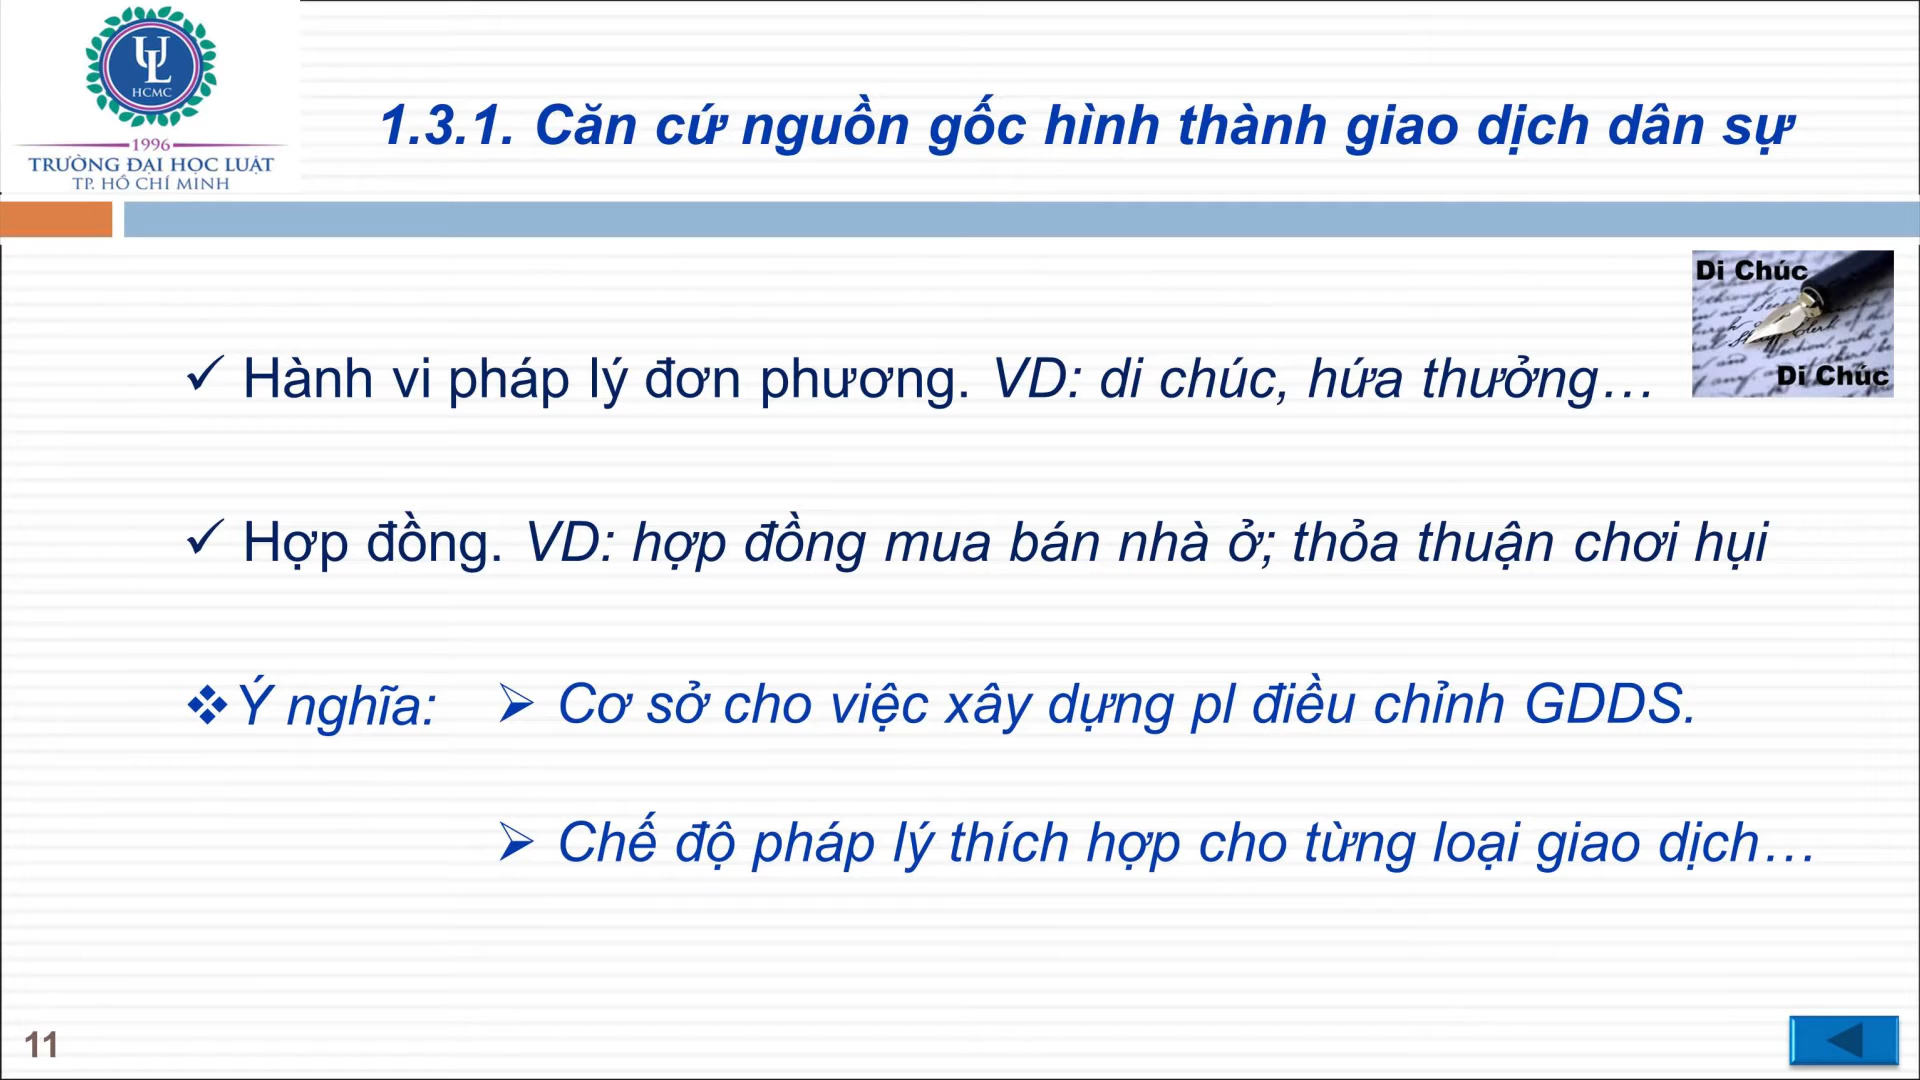 UL
HCMC
1996
TRƯỜNG ĐẠI HỌC LUẬT
TP. HỒ CHÍ MINH
1.3.1. Căn cứ nguồn gốc hình thành giao dịch dân sự
Di Chúc
Di Chúc
✓ Hành vi pháp lý đơn phương. VD: di chúc, hứa thưởng…
✓ Hợp đồng. VD: hợp đồng mua bán nhà ở; thỏa thuận chơi hụi
❖ Ý nghĩa: ➢ Cơ sở cho việc xây dựng pl điều chỉnh GDDS.
➢ Chế độ pháp lý thích hợp cho từng loại giao dịch…
11